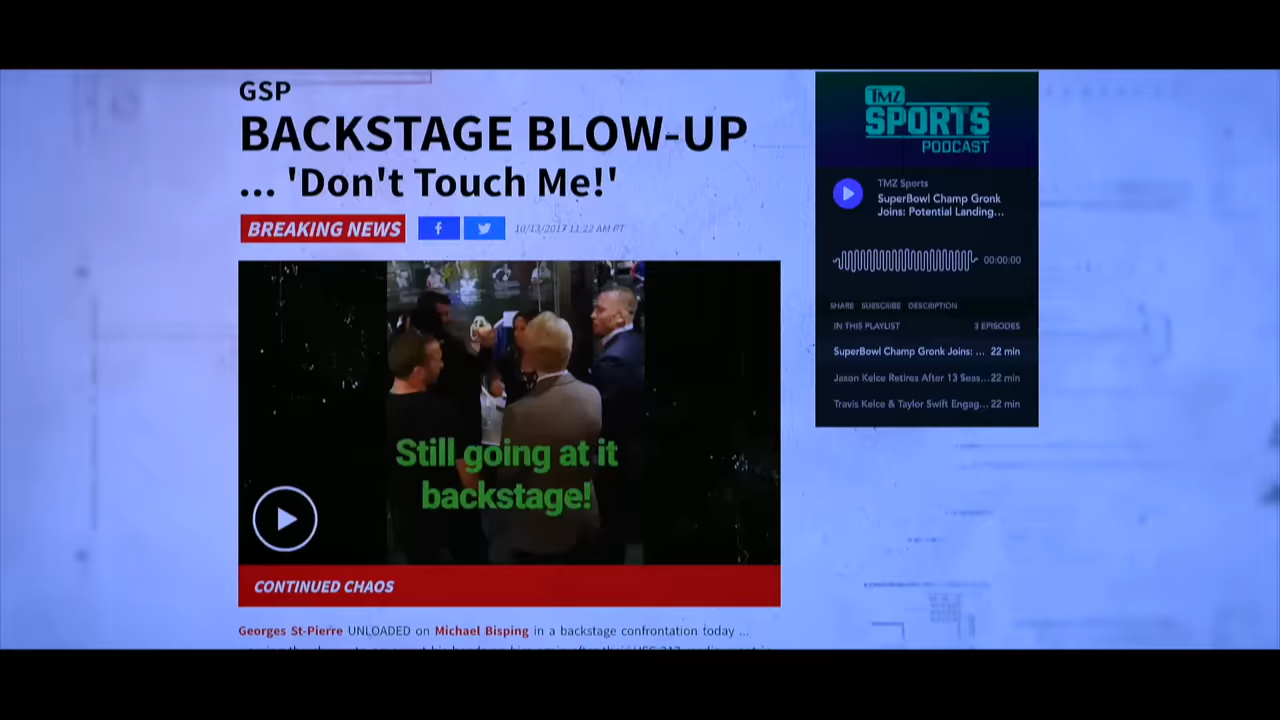 GSP
BACKSTAGE BLOW-UP
... 'Don't Touch Me!'
BREAKING NEWS
10/13/2017 11:22 AM PT
Still going at it
backstage!
CONTINUED CHAOS
Georges St-Pierre UNLOADED on Michael Bisping in a backstage confrontation today ...
TMZ
SPORTS
PODCAST
TMZ Sports
SuperBowl Champ Gronk
Joins: Potential Landing...
00:00:00
SHARE SUBSCRIBE DESCRIPTION
IN THIS PLAYLIST 3 EPISODES
SuperBowl Champ Gronk Joins: ... 22 min
Jason Kelce Retires After 13 Seas... 22 min
Travis Kelce & Taylor Swift Engag... 22 min